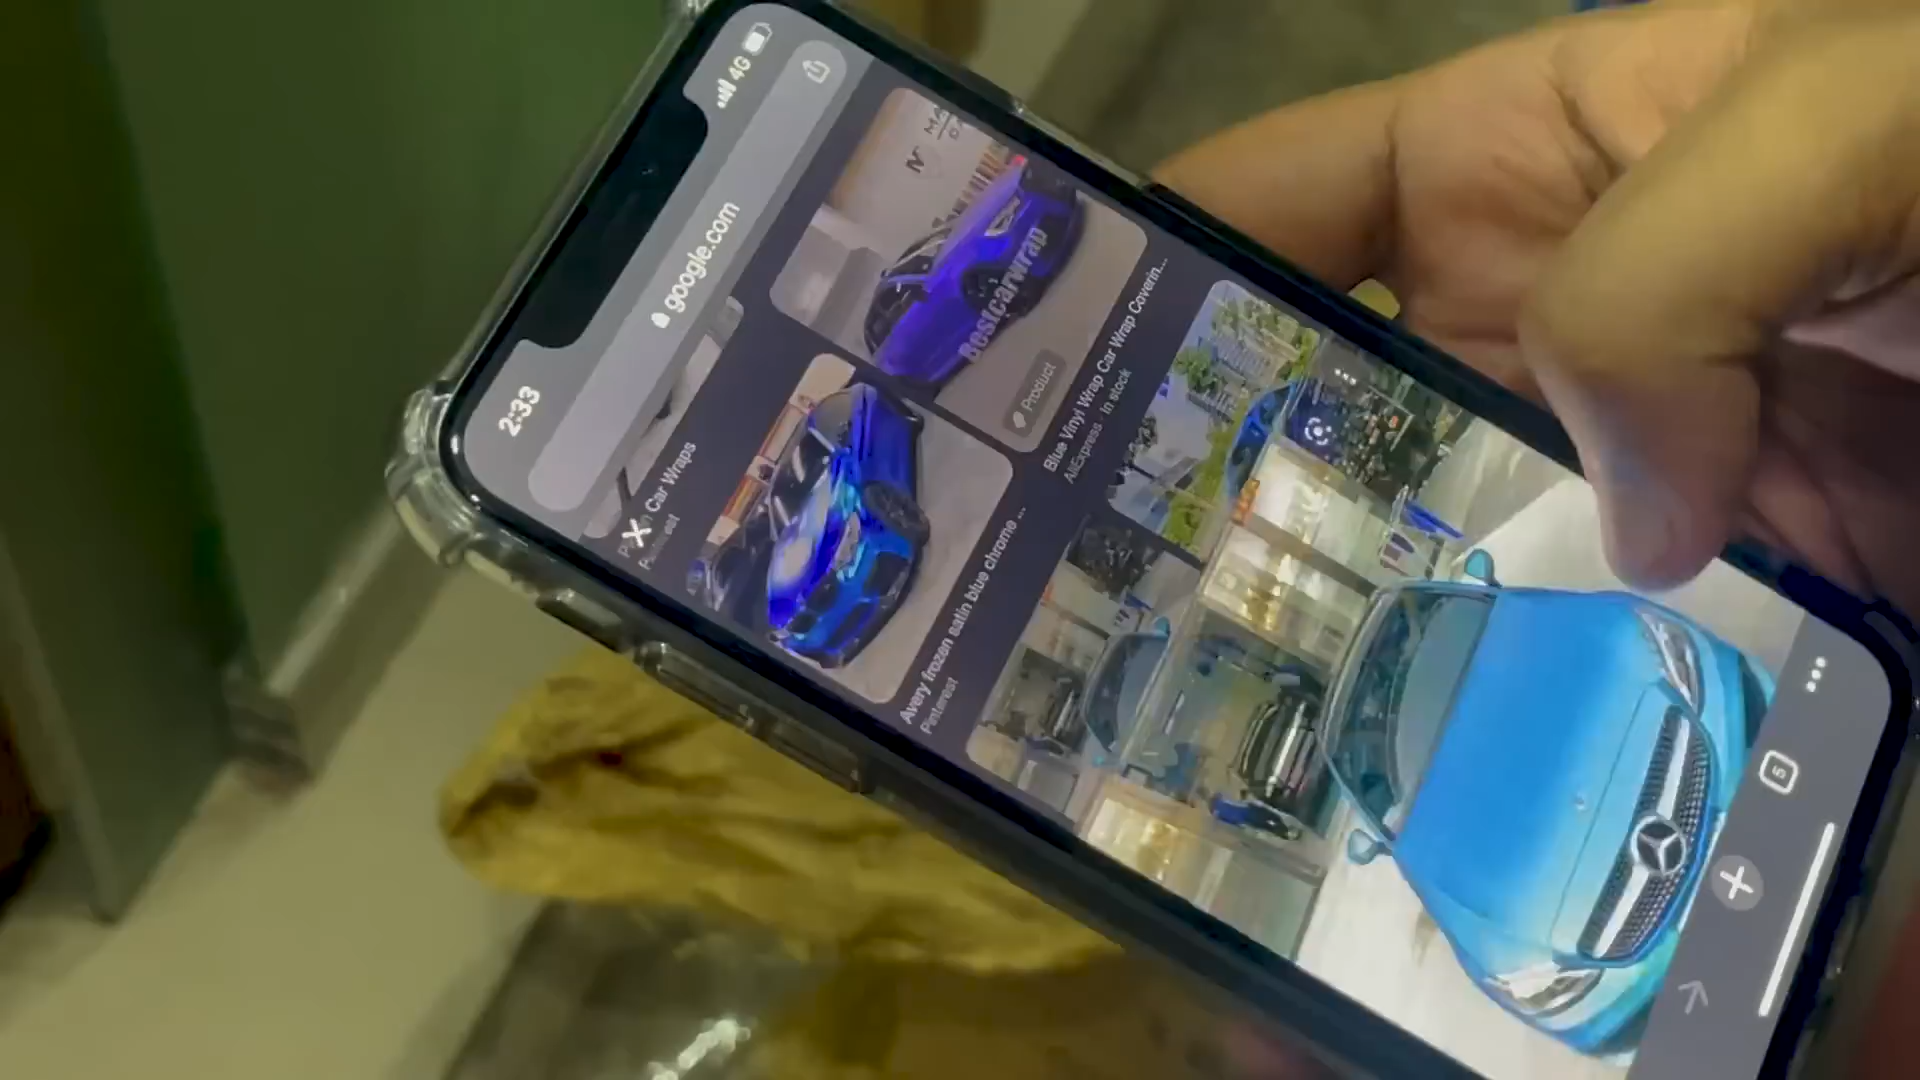 2:33
4G
google.com
Car Wraps
Bestcarwrap
Product
Blue Vinyl Wrap Car Wrap Coverin...
AliExpress · In stock
Avery frozen satin blue chrome ...
Pinterest
5